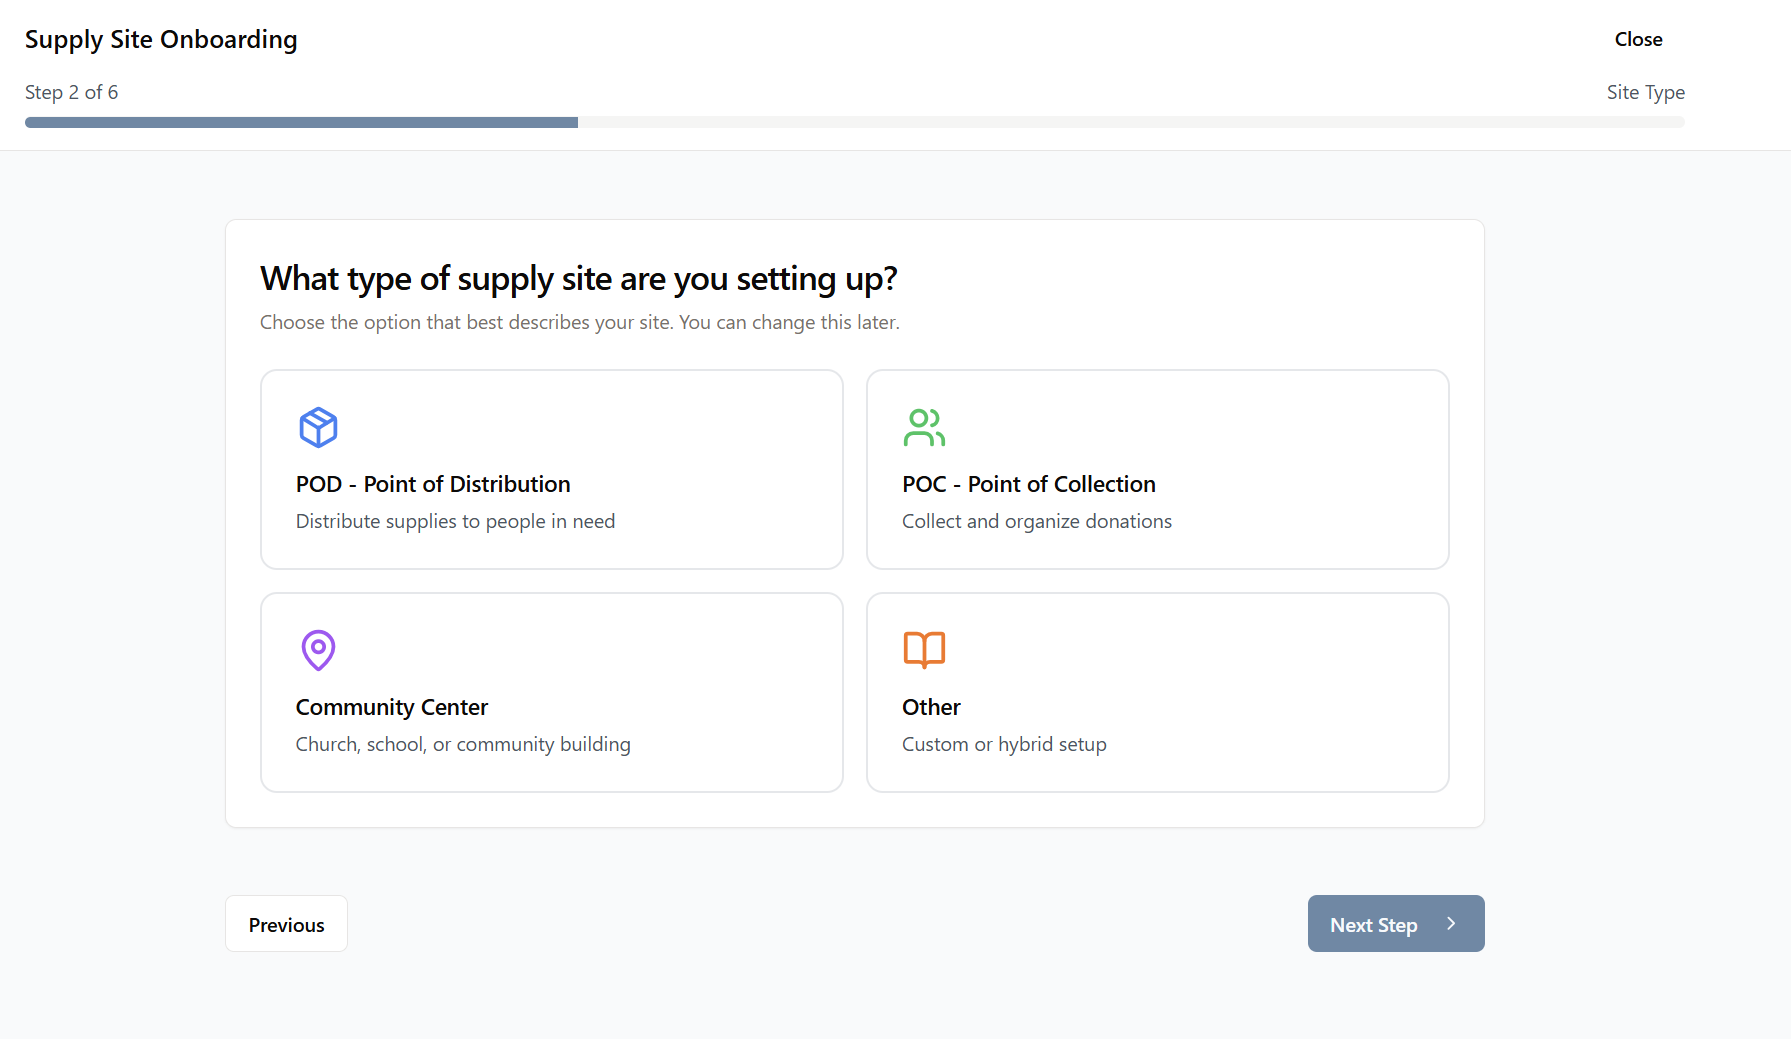 Supply Site Onboarding
Close
Step 2 of 6
Site Type
What type of supply site are you setting up?
Choose the option that best describes your site. You can change this later.
POD - Point of Distribution
Distribute supplies to people in need
POC - Point of Collection
Collect and organize donations
Community Center
Church, school, or community building
Other
Custom or hybrid setup
Previous
Next Step